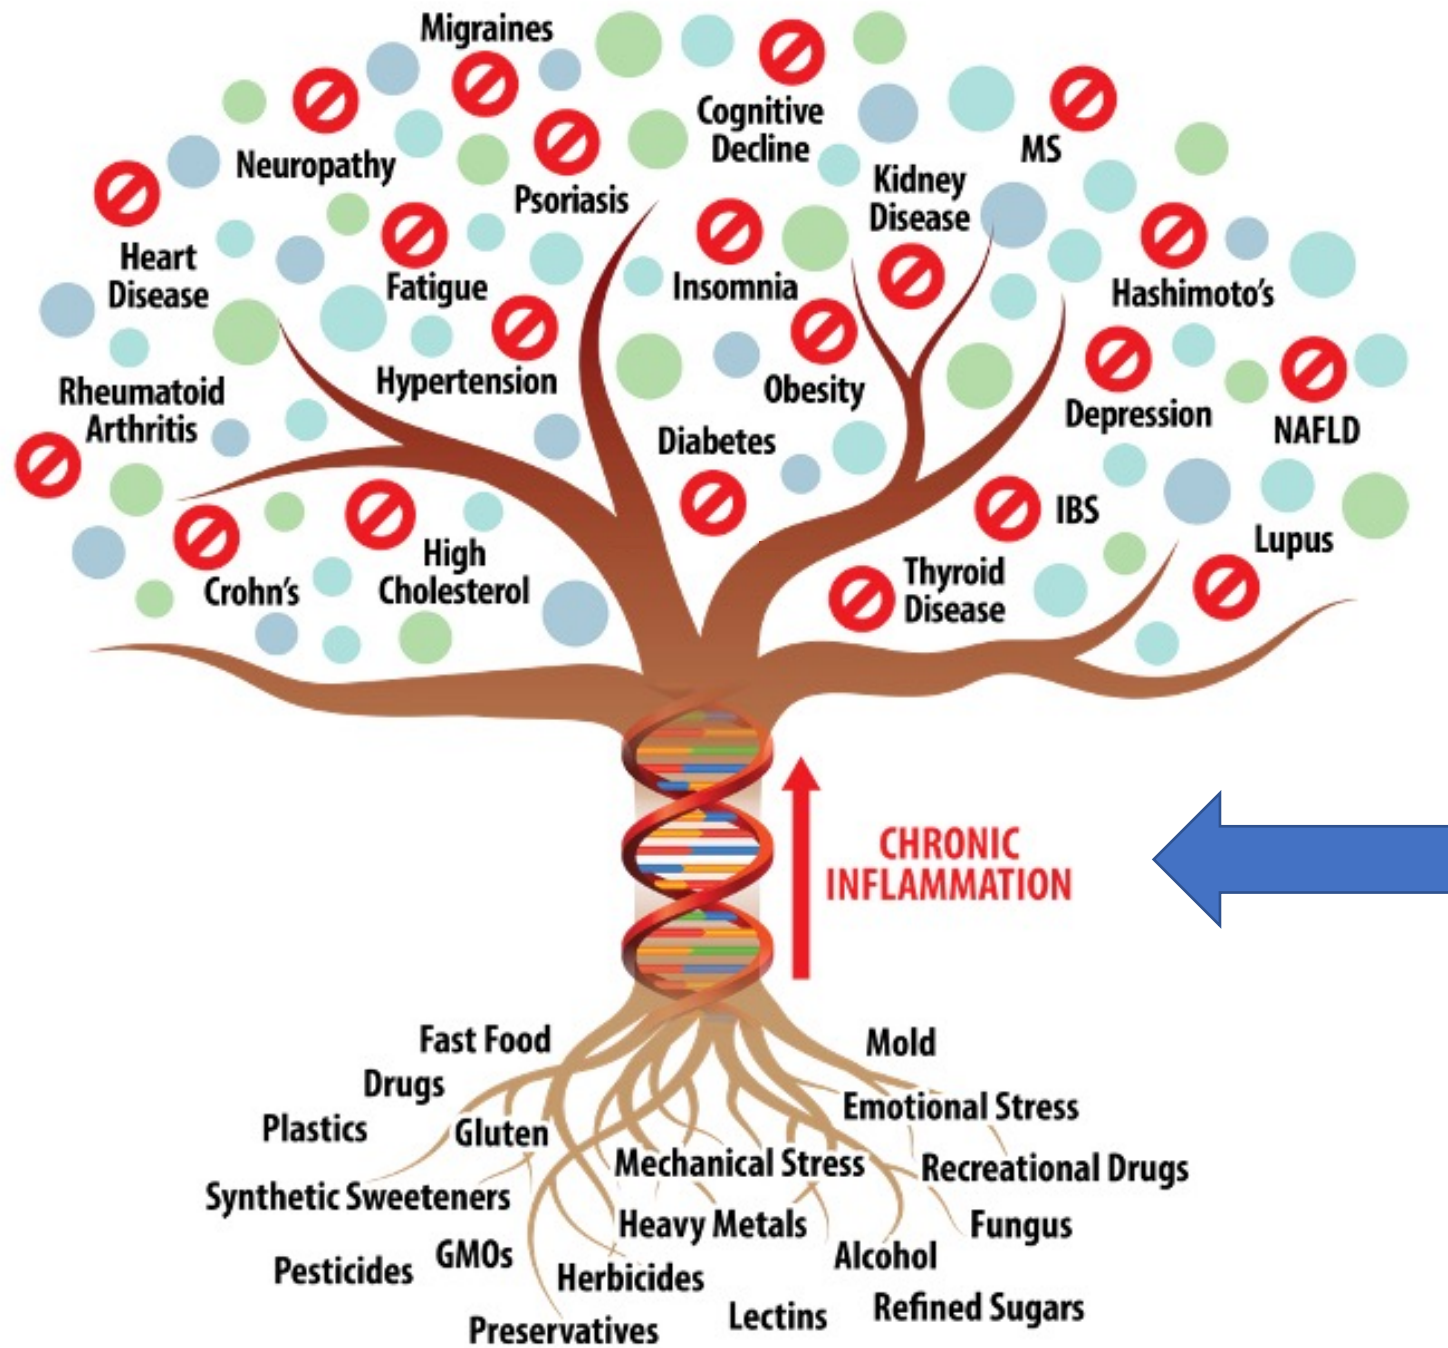 Migraines
Cognitive
Decline
MS
Neuropathy
Psoriasis
Kidney
Disease
Heart
Disease
Fatigue
Insomnia
Hashimoto's
Rheumatoid
Arthritis
Hypertension
Obesity
Depression
NAFLD
Diabetes
IBS
Lupus
Crohn's
High
Cholesterol
Thyroid
Disease
CHRONIC
INFLAMMATION
Fast Food
Mold
Drugs
Emotional Stress
Plastics
Gluten
Mechanical Stress
Recreational Drugs
Synthetic Sweeteners
Heavy Metals
Fungus
GMOs
Alcohol
Pesticides
Herbicides
Refined Sugars
Lectins
Preservatives